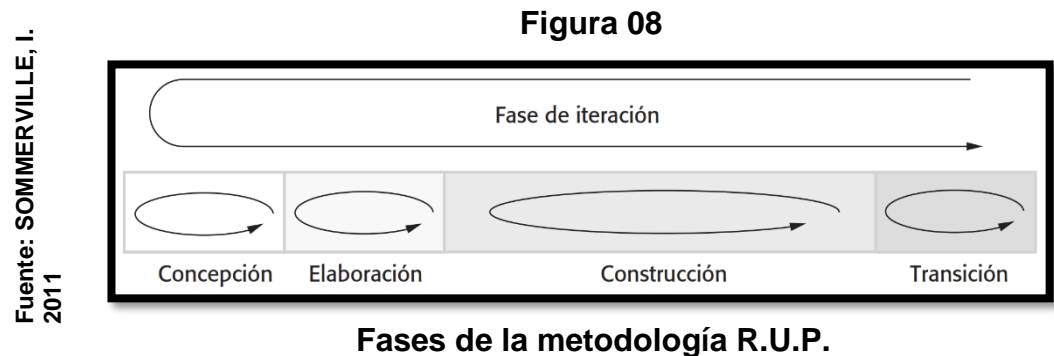 Figura 08
Fuente: SOMMERVILLE, I.
2011
Fase de iteración
Concepción Elaboración Construcción Transición
Fases de la metodología R.U.P.